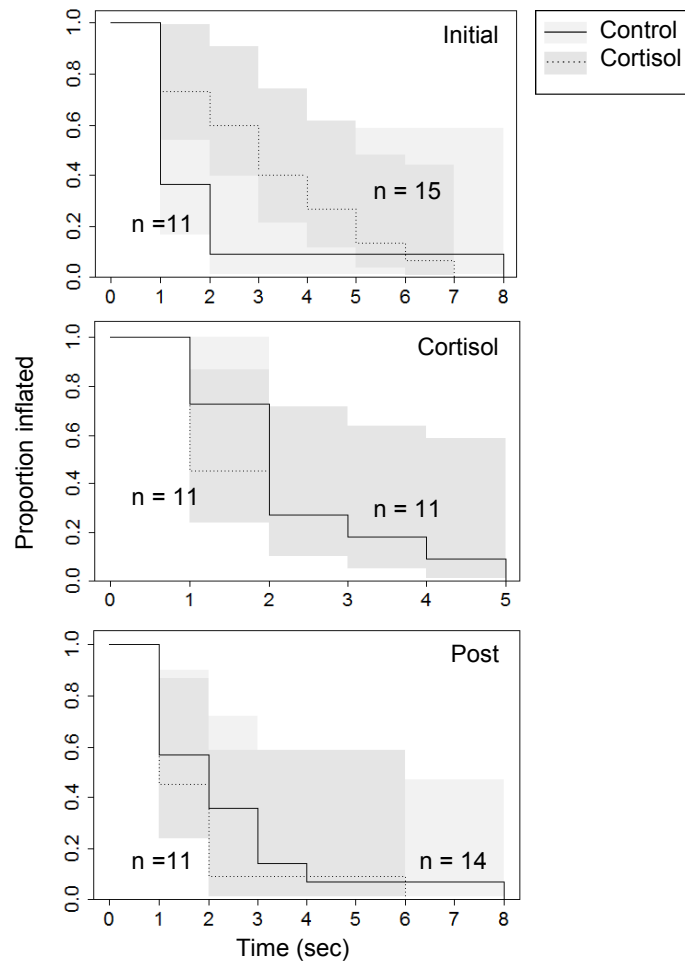 Initial
Control
Cortisol
1.0
0.8
0.6
0.4
0.2
0.0
n = 15
n =11
0 1 2 3 4 5 6 7 8
Proportion inflated
Cortisol
1.0
0.8
0.6
0.4
0.2
0.0
n = 11
n = 11
0 1 2 3 4 5
Post
1.0
0.8
0.6
0.4
0.2
0.0
n =11
n = 14
0 1 2 3 4 5 6 7 8
Time (sec)